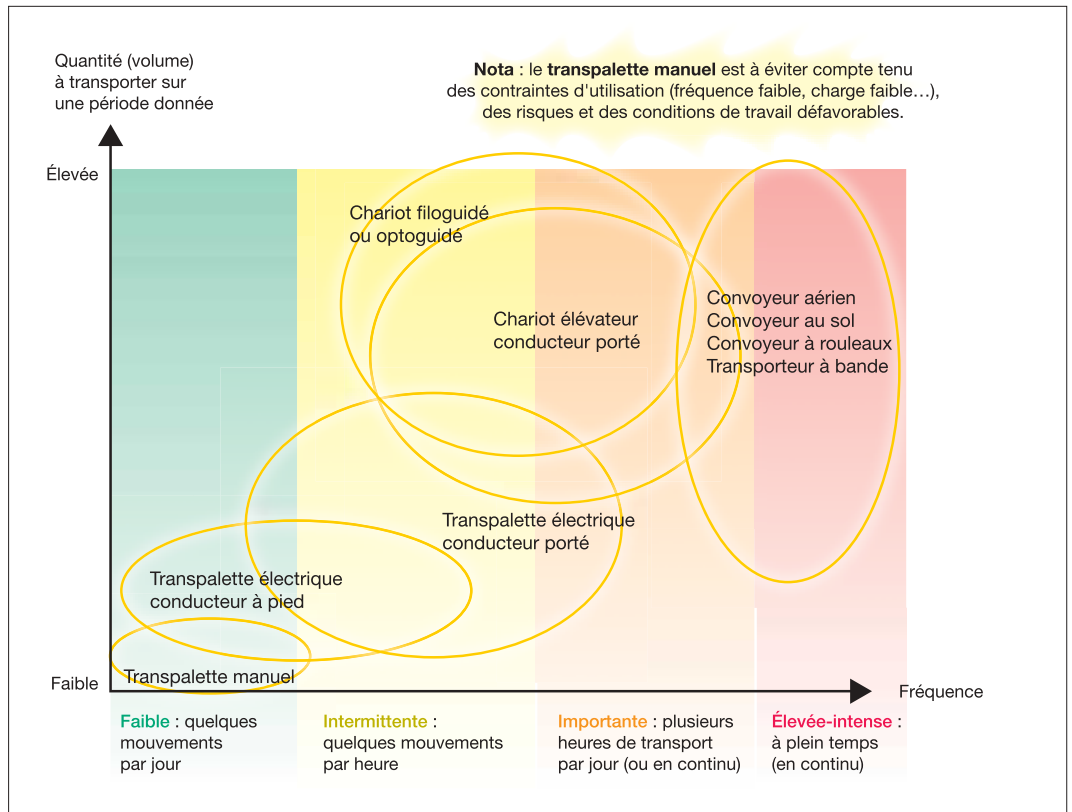 Quantité (volume)
à transporter sur
une période donnée
Nota : le transpalette manuel est à éviter compte tenu
des contraintes d'utilisation (fréquence faible, charge faible…),
des risques et des conditions de travail défavorables.
Élevée
Chariot filoguidé
ou optoguidé
Chariot élévateur
conducteur porté
Convoyeur aérien
Convoyeur au sol
Convoyeur à rouleaux
Transporteur à bande
Transpalette électrique
conducteur porté
Transpalette électrique
conducteur à pied
Transpalette manuel
Faible
Fréquence
Faible : quelques
mouvements
par jour
Intermittente :
quelques mouvements
par heure
Importante : plusieurs
heures de transport
par jour (ou en continu)
Élevée-intense :
à plein temps
(en continu)